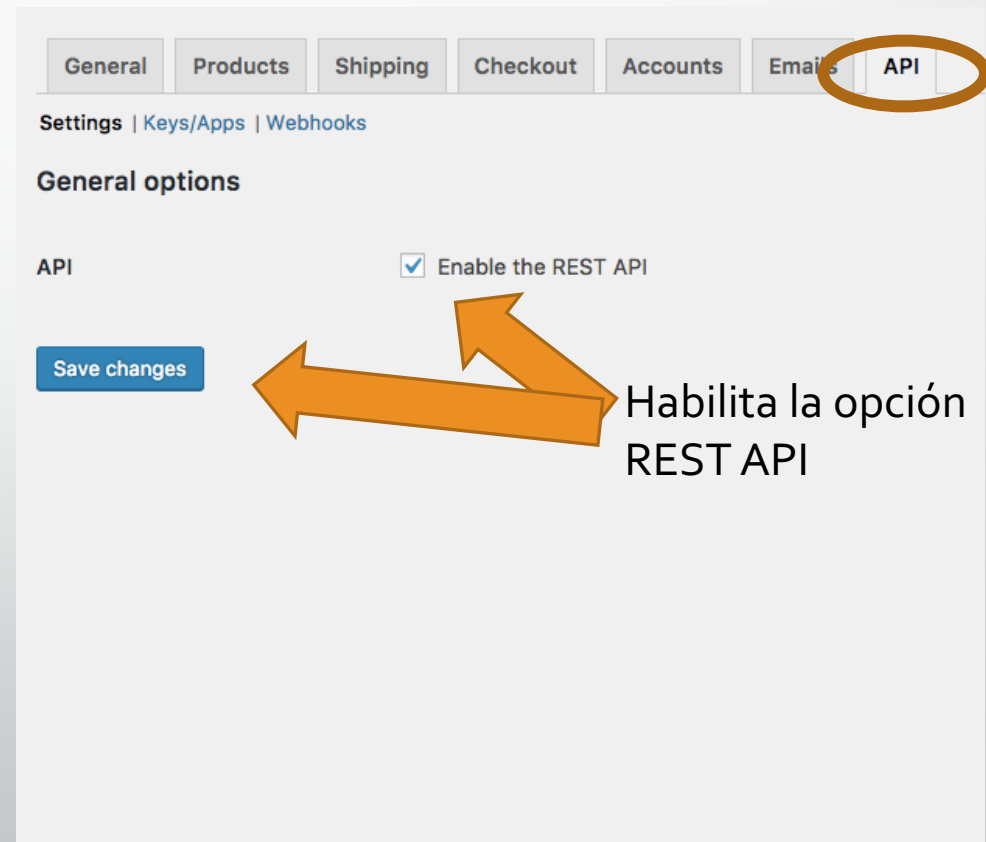 General Products Shipping Checkout Accounts Emails API
Settings | Keys/Apps | Webhooks
General options
API Enable the REST API
Save changes
Habilita la opción
REST API